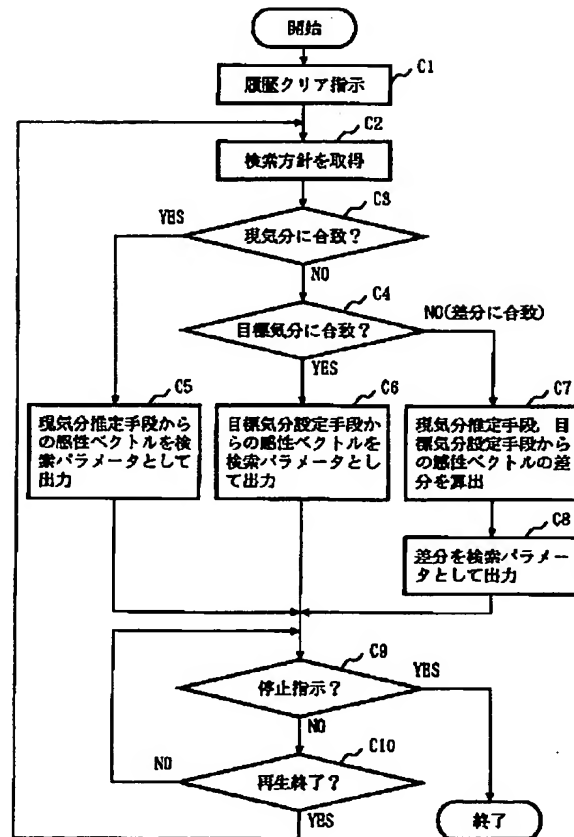 開始
C1
履歴クリア指示
C2
検索方針を取得
C3
YES
現気分に合致?
NO
C4
目標気分に合致?
NO(差分に合致)
YES
C5
現気分推定手段から
の感性ベクトルを検
索パラメータとして
出力
C6
目標気分設定手段か
らの感性ベクトルを
検索パラメータとし
て出力
C7
現気分推定手段,目
標気分設定手段から
の感性ベクトルの差
分を算出
C8
差分を検索パラメー
タとして出力
C9
停止指示?
YES
NO
C10
NO
再生終了?
YES
終了